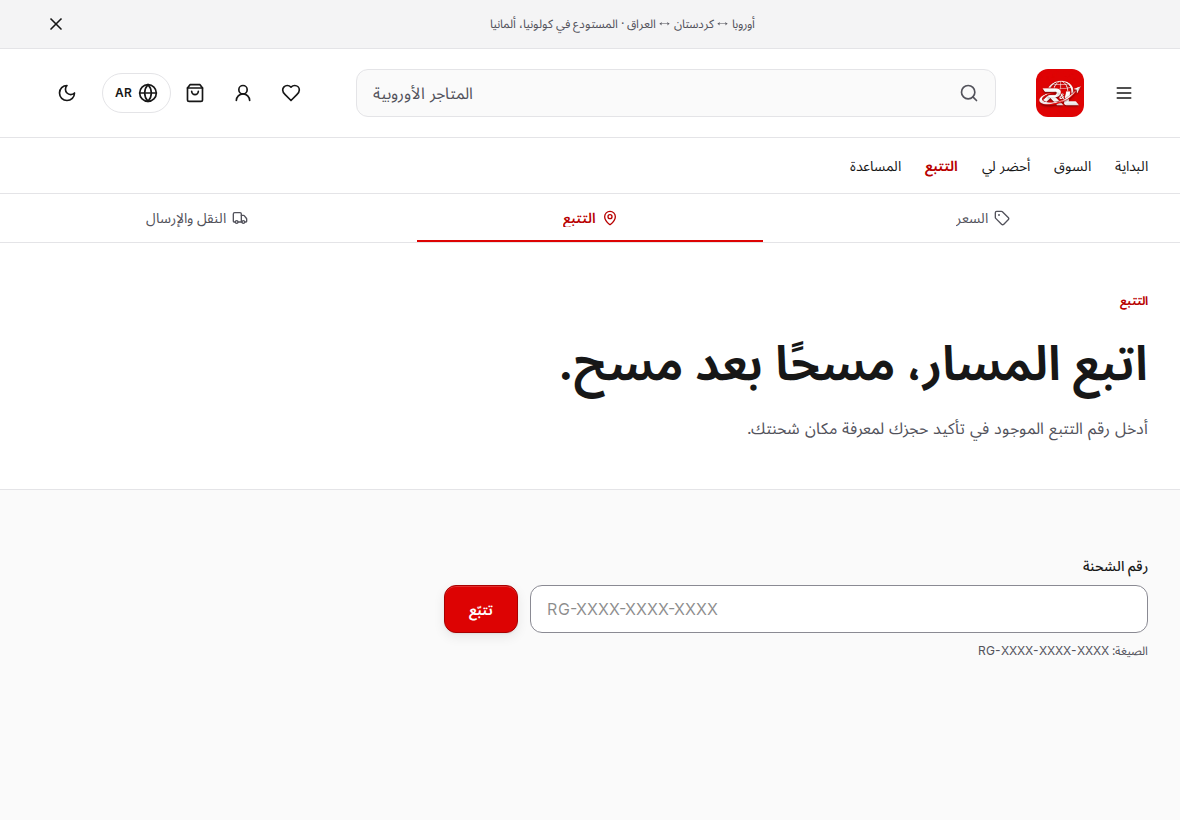 أوروبا ↔ كردستان ↔ العراق · المستودع في كولونيا، ألمانيا
RL
المتاجر الأوروبية
AR
البداية
السوق
أحضر لي
التتبع
المساعدة
السعر
التتبع
النقل والإرسال
التتبع
اتبع المسار، مسحًا بعد مسح.
أدخل رقم التتبع الموجود في تأكيد حجزك لمعرفة مكان شحنتك.
رقم الشحنة
RG-XXXX-XXXX-XXXX
تتبّع
الصيغة: RG-XXXX-XXXX-XXXX